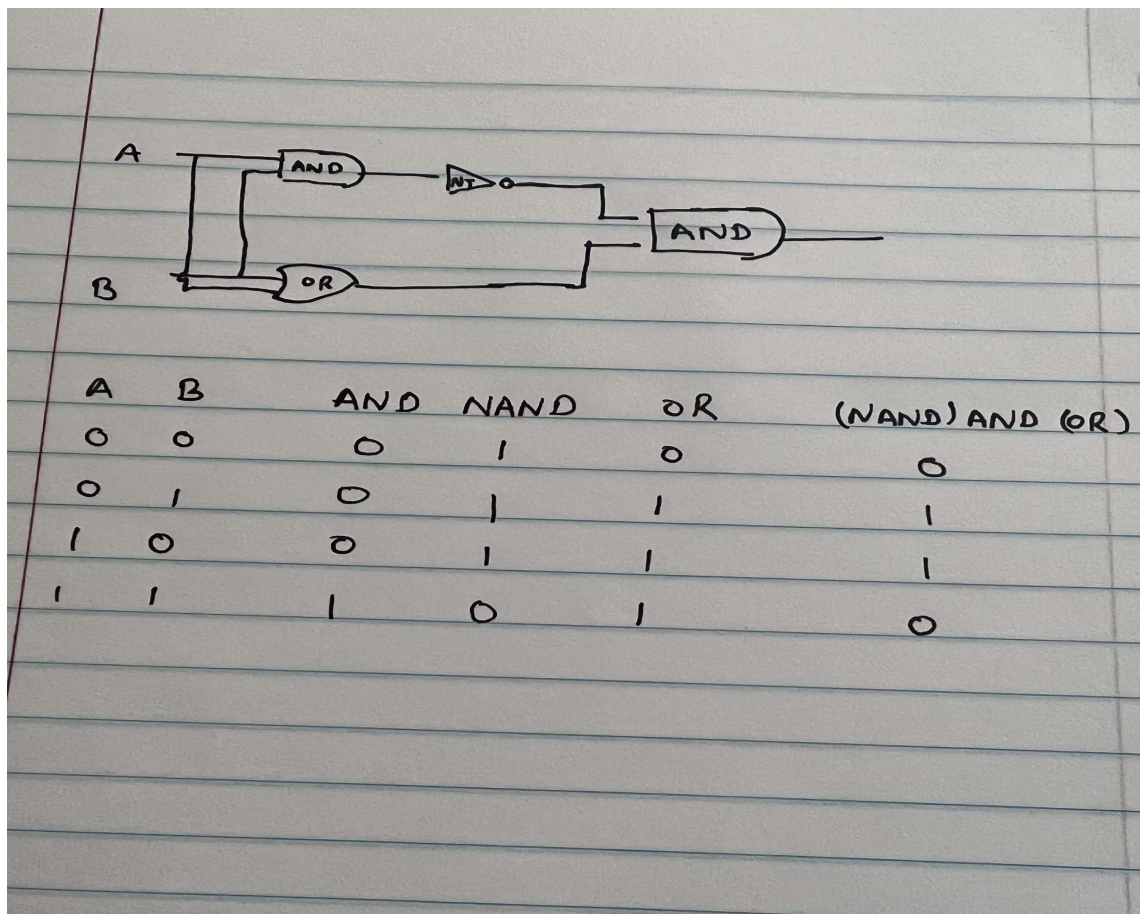 A AND NT
AND
B OR
A B AND NAND OR (NAND) AND (OR)
0 0 0 1 0 0
0 1 0 1 1 1
1 0 0 1 1 1
1 1 1 0 1 0